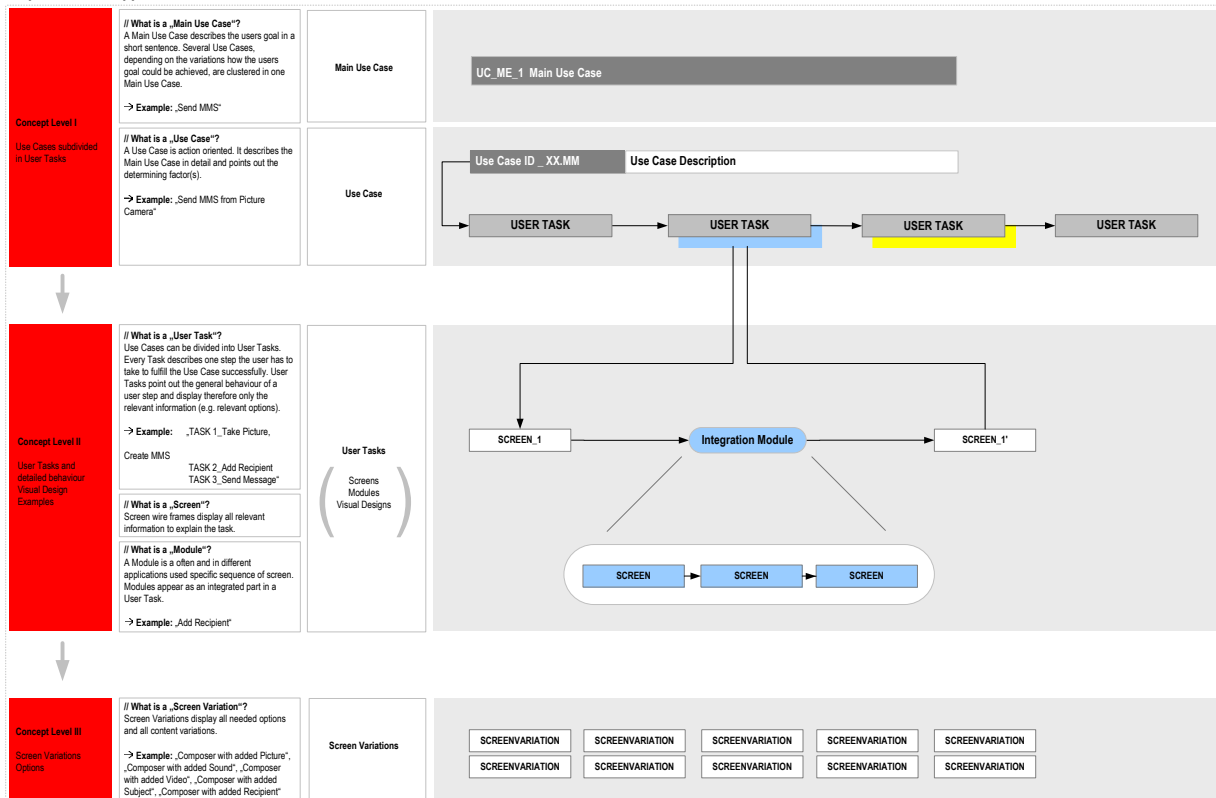 // What is a „Main Use Case“?
A Main Use Case describes the users goal in a
short sentence. Several Use Cases,
depending on the variations how the users
goal could be achieved, are clustered in one
Main Use Case.
→ Example: „Send MMS“
Main Use Case
UC_ME_1 Main Use Case
Concept Level I
Use Cases subdivided
in User Tasks
// What is a „Use Case“?
A Use Case is action oriented. It describes the
Main Use Case in detail and points out the
determining factor(s).
→ Example: „Send MMS from Picture
Camera“
Use Case
Use Case ID _ XX.MM
Use Case Description
USER TASK
USER TASK
USER TASK
USER TASK
Concept Level II
User Tasks and
detailed behaviour
Visual Design
Examples
// What is a „User Task“?
Use Cases can be divided into User Tasks.
Every Task describes one step the user has to
take to fulfill the Use Case successfully. User
Tasks point out the general behaviour of a
user step and display therefore only the
relevant information (e.g. relevant options).
→ Example: „TASK 1_Take Picture,
Create MMS
TASK 2_Add Recipient
TASK 3_Send Message“
// What is a „Screen“?
Screen wire frames display all relevant
information to explain the task.
// What is a „Module“?
A Module is a often and in different
applications used specific sequence of screen.
Modules appear as an integrated part in a
User Task.
→ Example: „Add Recipient“
User Tasks
Screens
Modules
Visual Designs
SCREEN_1
Integration Module
SCREEN_1'
SCREEN
SCREEN
SCREEN
Concept Level III
Screen Variations
Options
// What is a „Screen Variation“?
Screen Variations display all needed options
and all content variations.
→ Example: „Composer with added Picture“,
„Composer with added Sound“, „Composer
with added Video“, „Composer with added
Subject“, „Composer with added Recipient“
Screen Variations
SCREENVARIATION
SCREENVARIATION
SCREENVARIATION
SCREENVARIATION
SCREENVARIATION
SCREENVARIATION
SCREENVARIATION
SCREENVARIATION
SCREENVARIATION
SCREENVARIATION